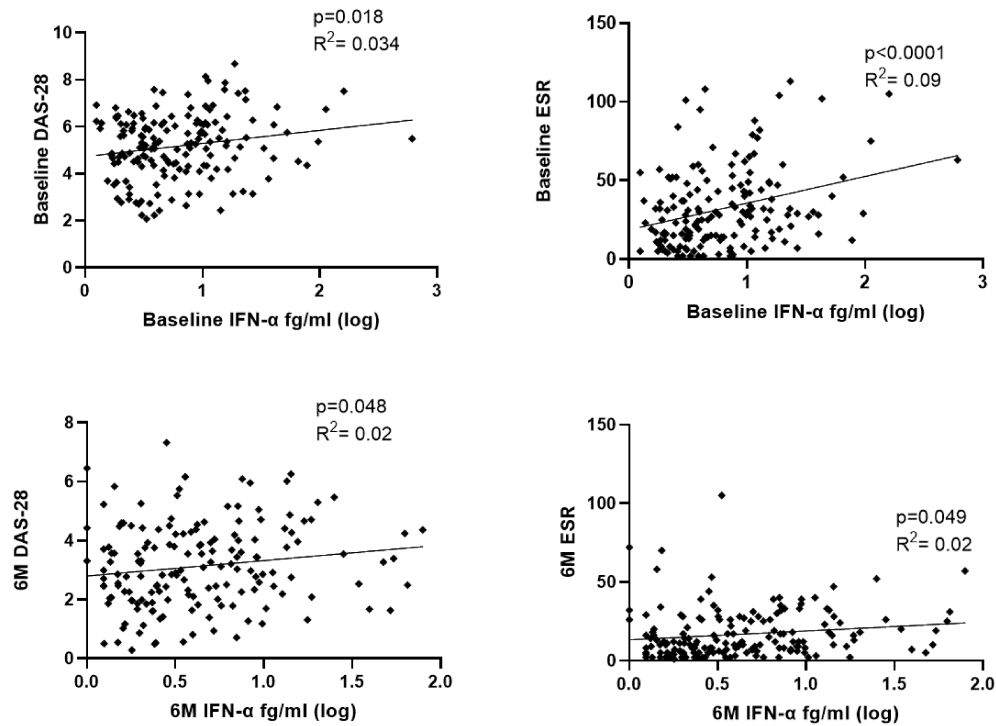 p=0.018
R²= 0.034
10
8
6
4
2
0
Baseline DAS-28
0 1 2 3
Baseline IFN-α fg/ml (log)
p<0.0001
R²= 0.09
150
100
50
0
Baseline ESR
0 1 2 3
Baseline IFN-α fg/ml (log)
p=0.048
R²= 0.02
8
6
4
2
0
6M DAS-28
0.0 0.5 1.0 1.5 2.0
6M IFN-α fg/ml (log)
p=0.049
R²= 0.02
150
100
50
0
6M ESR
0.0 0.5 1.0 1.5 2.0
6M IFN-α fg/ml (log)